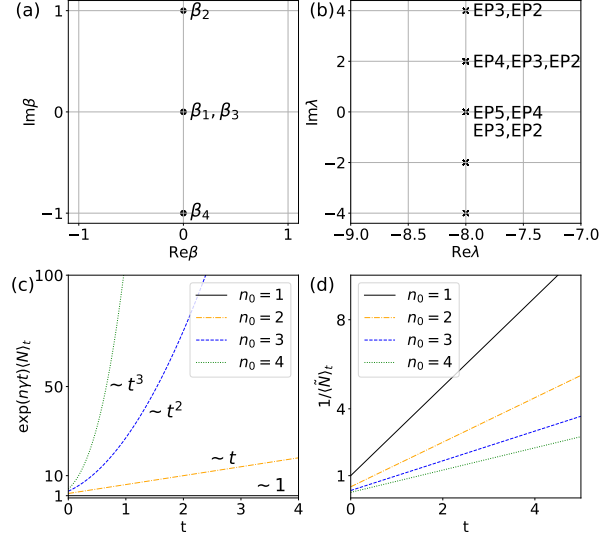 (a)
1
0
−1
Imβ
β₂
β₁, β₃
β₄
−1
0
1
Reβ
(b)
4
2
0
−2
−4
Imλ
EP3,EP2
EP4,EP3,EP2
EP5,EP4
EP3,EP2
−9.0
−8.5
−8.0
−7.5
−7.0
Reλ
(c)
100
50
10
1
exp(nγt)⟨N⟩ₜ
n₀ = 1
n₀ = 2
n₀ = 3
n₀ = 4
~ t³
~ t²
~ t
~ 1
0
1
2
3
4
t
(d)
8
4
1
1/⟨Ñ⟩ₜ
n₀ = 1
n₀ = 2
n₀ = 3
n₀ = 4
0
2
4
t